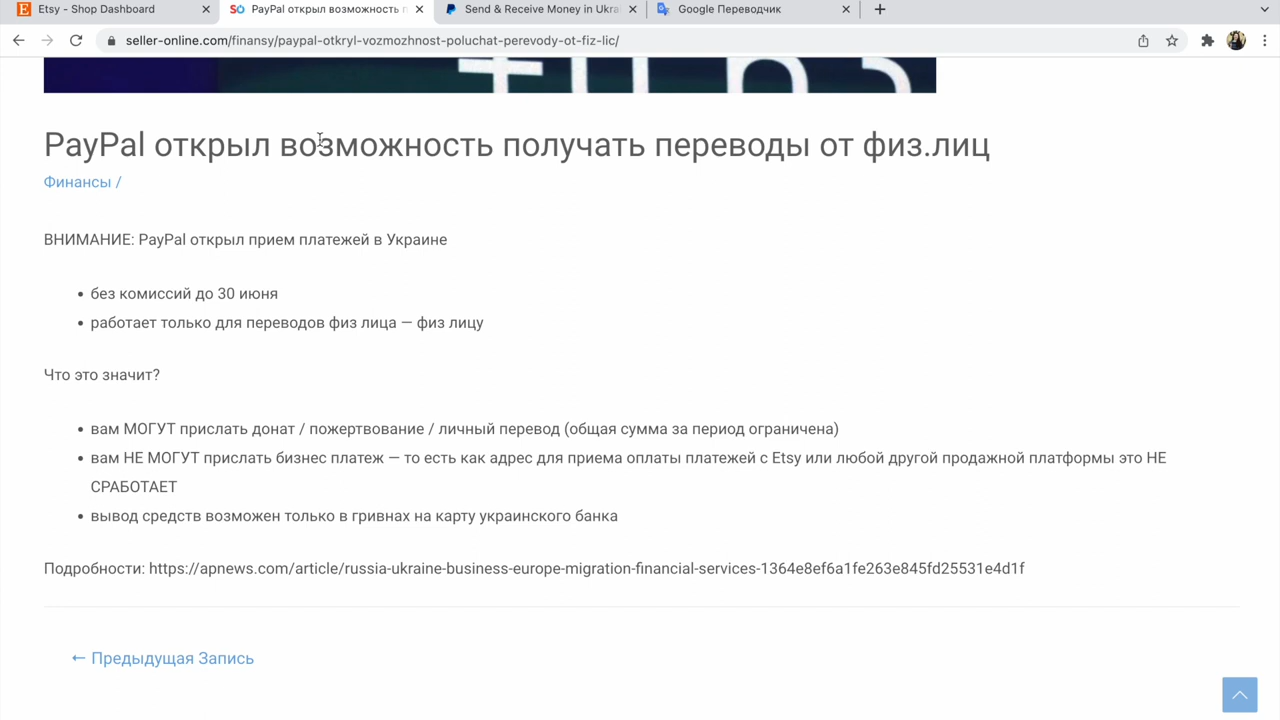 Etsy - Shop Dashboard
PayPal открыл возможность п
Send & Receive Money in Ukra
Google Переводчик
seller-online.com/finansy/paypal-otkryl-vozmozhnost-poluchat-perevody-ot-fiz-lic/
PayPal открыл возможность получать переводы от физ.лиц
Финансы /
ВНИМАНИЕ: PayPal открыл прием платежей в Украине
• без комиссий до 30 июня
• работает только для переводов физ лица — физ лицу
Что это значит?
• вам МОГУТ прислать донат / пожертвование / личный перевод (общая сумма за период ограничена)
• вам НЕ МОГУТ прислать бизнес платеж — то есть как адрес для приема оплаты платежей с Etsy или любой другой продажной платформы это НЕ
СРАБОТАЕТ
• вывод средств возможен только в гривнах на карту украинского банка
Подробности: https://apnews.com/article/russia-ukraine-business-europe-migration-financial-services-1364e8ef6a1fe263e845fd25531e4d1f
← Предыдущая Запись